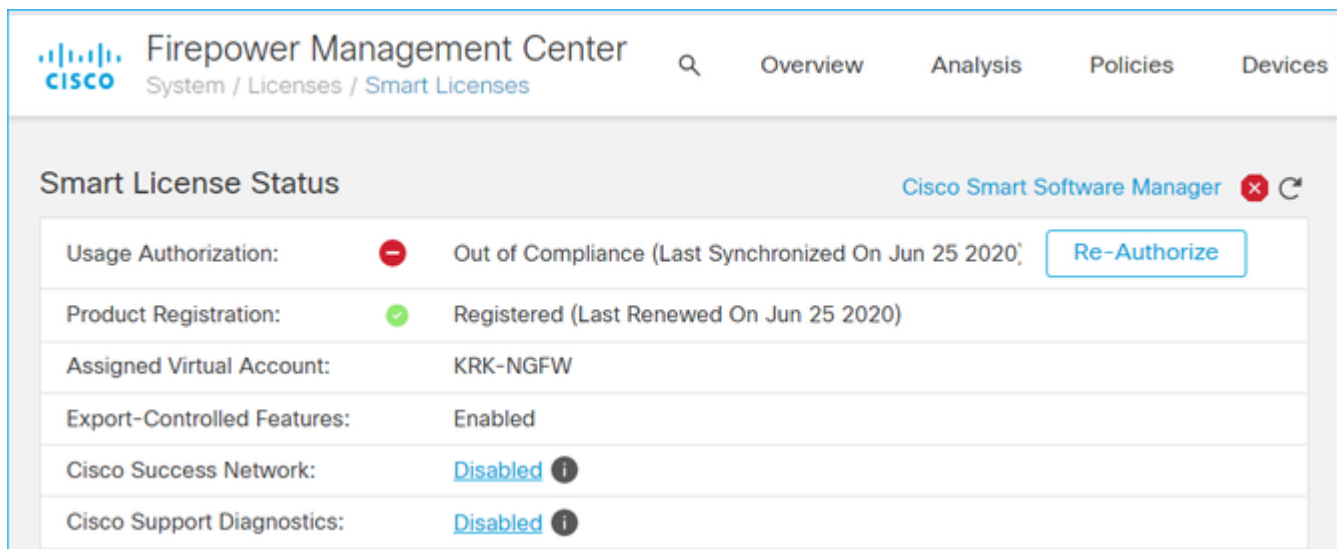 CISCO
Firepower Management Center
System / Licenses / Smart Licenses
Overview
Analysis
Policies
Devices
Smart License Status
Cisco Smart Software Manager
Usage Authorization:
Out of Compliance (Last Synchronized On Jun 25 2020)
Re-Authorize
Product Registration:
Registered (Last Renewed On Jun 25 2020)
Assigned Virtual Account:
KRK-NGFW
Export-Controlled Features:
Enabled
Cisco Success Network:
Disabled
Cisco Support Diagnostics:
Disabled